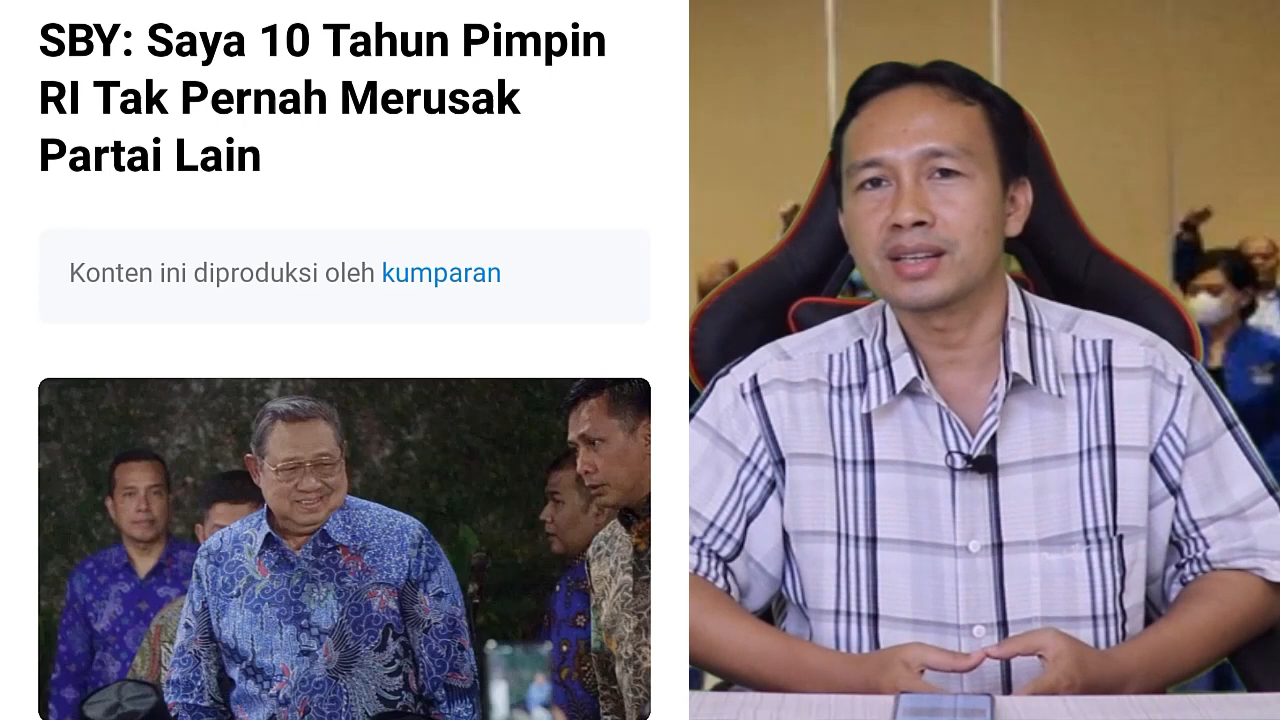 SBY: Saya 10 Tahun Pimpin
RI Tak Pernah Merusak
Partai Lain
Konten ini diproduksi oleh kumparan